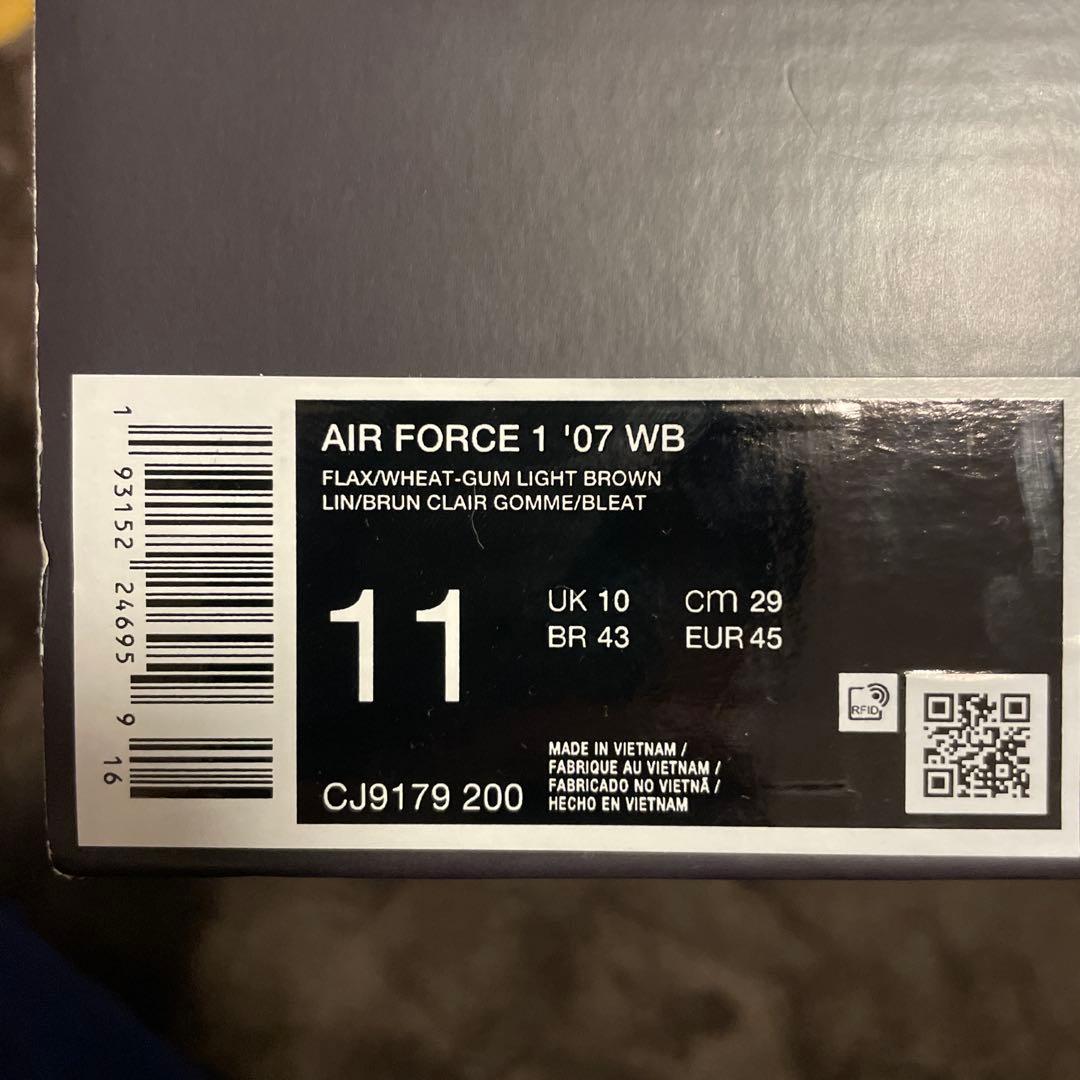 AIR FORCE 1 '07 WB
FLAX/WHEAT-GUM LIGHT BROWN
LIN/BRUN CLAIR GOMME/BLEAT
11
UK 10
cm 29
BR 43
EUR 45
CJ9179 200
MADE IN VIETNAM /
FABRIQUE AU VIETNAM /
FABRICADO NO VIETNÃ /
HECHO EN VIETNAM
RFID
1 93152 24695 9
16